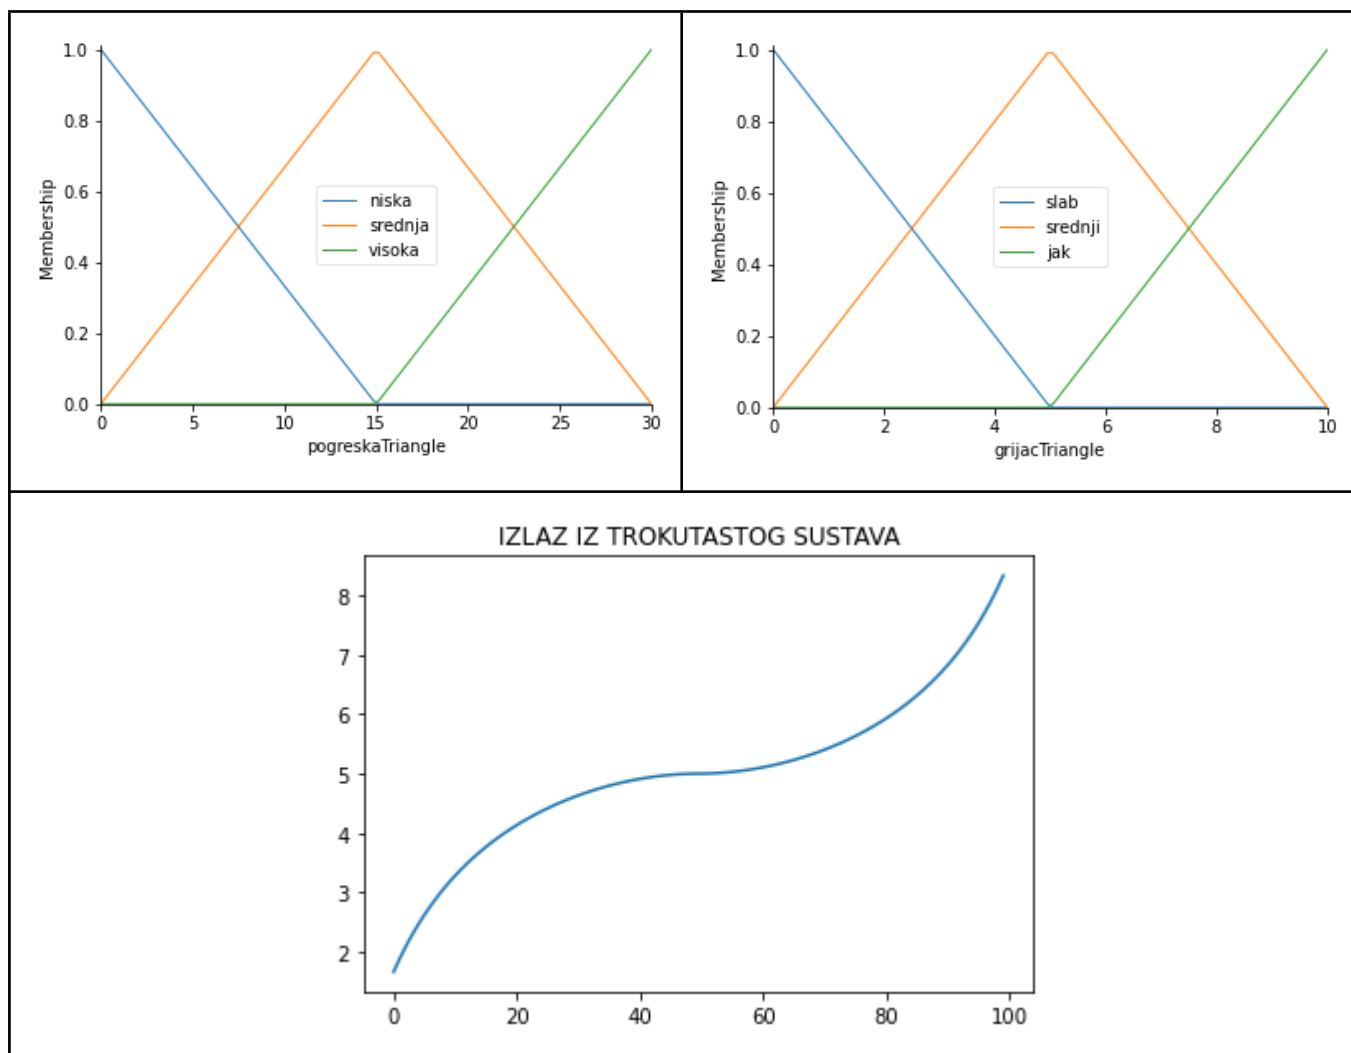 1.0
0.8
0.6
0.4
0.2
0.0
Membership
niska
srednja
visoka
0 5 10 15 20 25 30
pogreskaTriangle
1.0
0.8
0.6
0.4
0.2
0.0
Membership
slab
srednji
jak
0 2 4 6 8 10
grijacTriangle
IZLAZ IZ TROKUTASTOG SUSTAVA
8
7
6
5
4
3
2
0 20 40 60 80 100